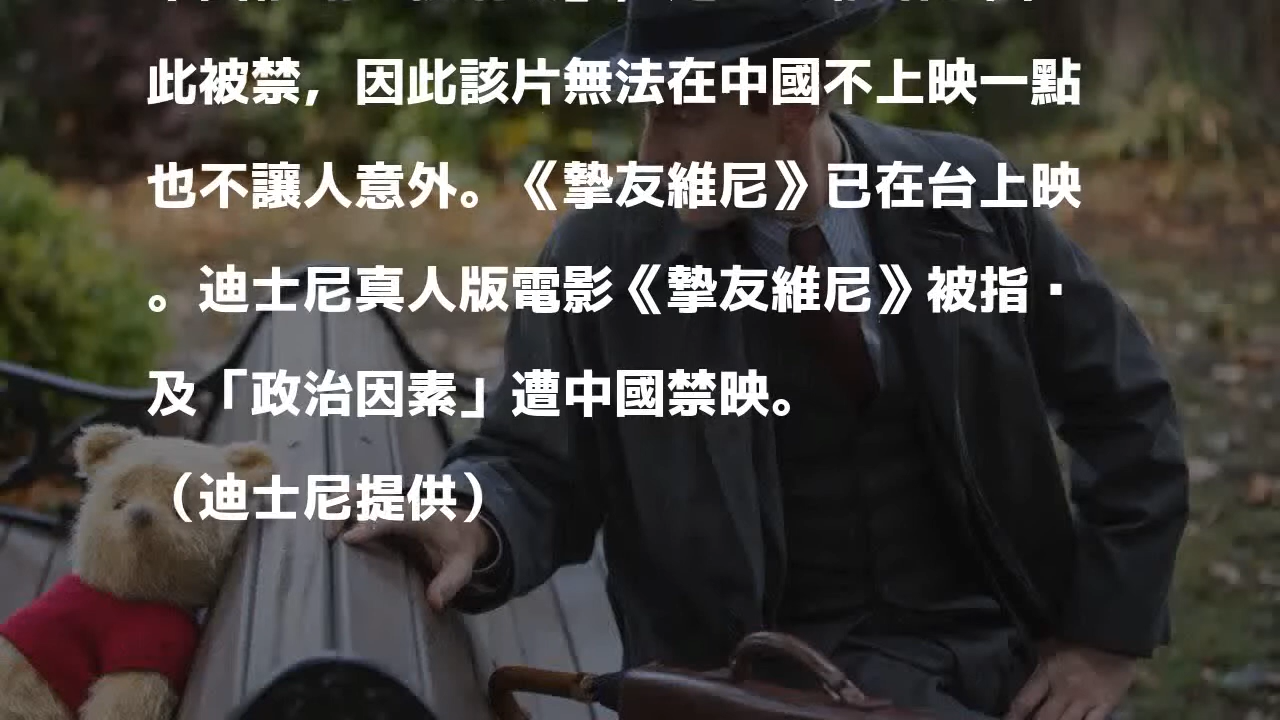 此被禁，因此該片無法在中國不上映一點
也不讓人意外。《摯友維尼》已在台上映
。迪士尼真人版電影《摯友維尼》被指·
及「政治因素」遭中國禁映。
（迪士尼提供）